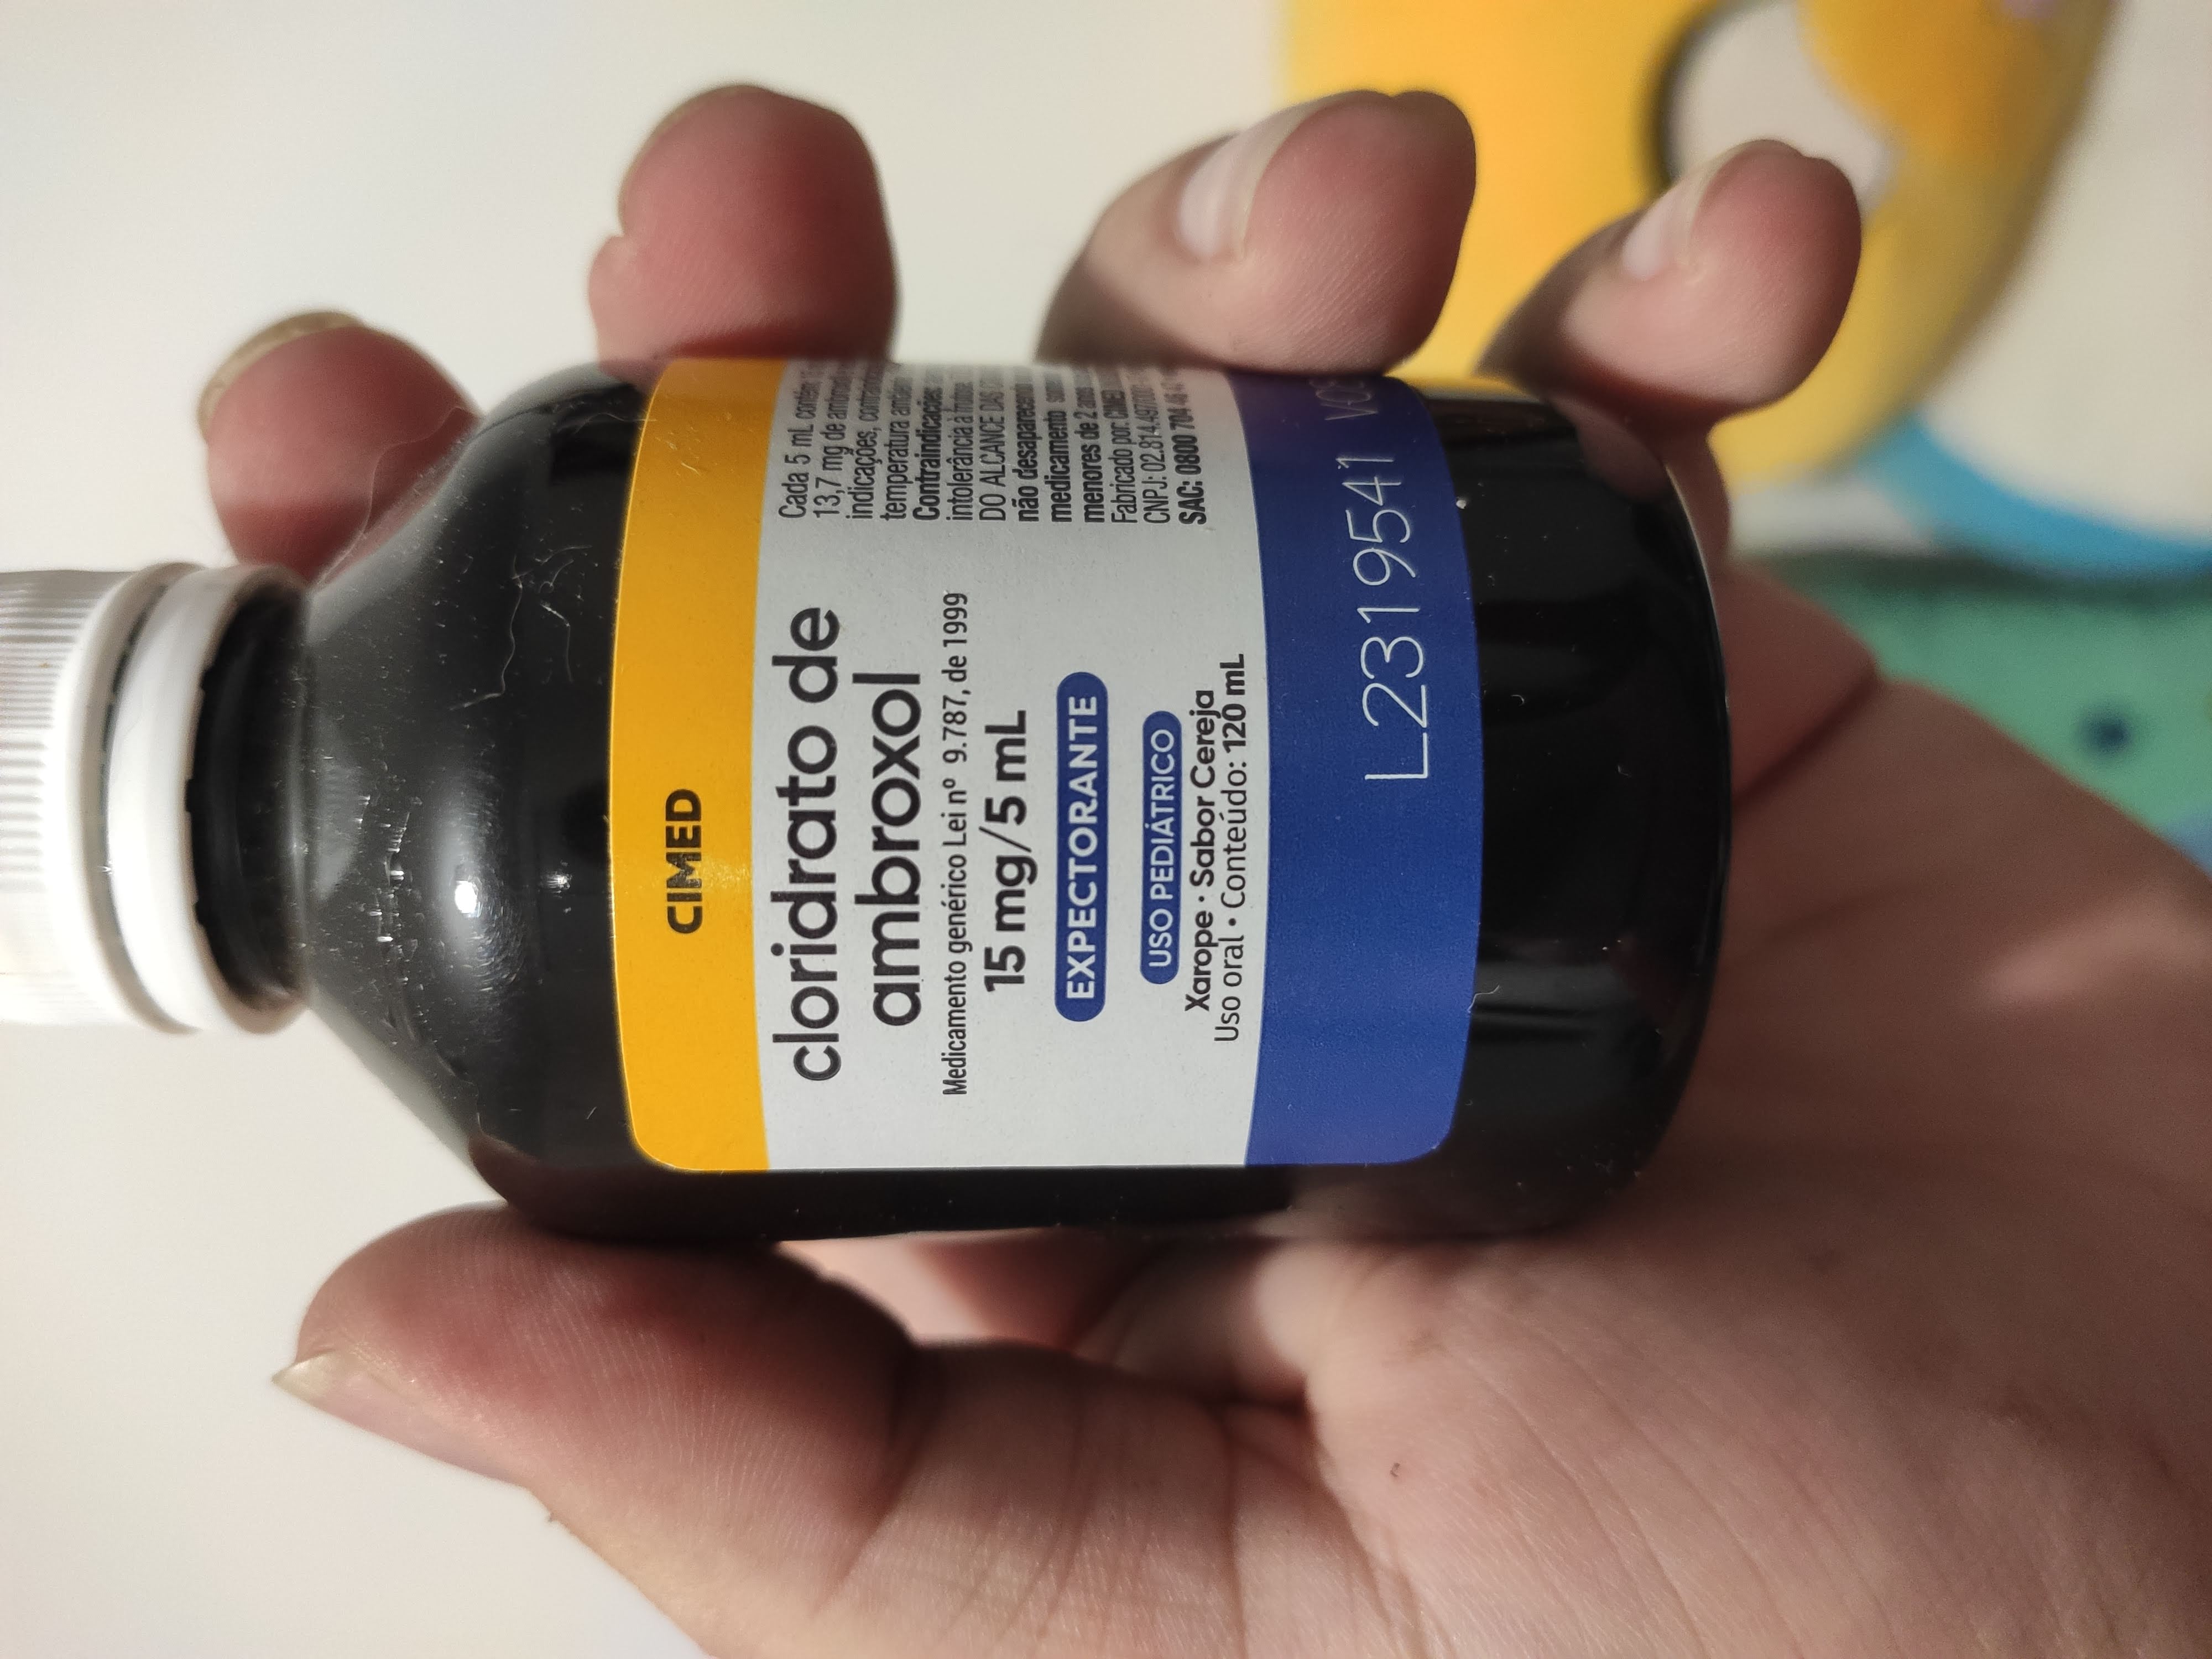 CIMED
cloridrato de
ambroxol
Medicamento genérico Lei nº 9.787, de 1999
15 mg/5 mL
EXPECTORANTE
USO PEDIÁTRICO
Xarope · Sabor Cereja
Uso oral • Conteúdo: 120 mL
L2319541
Cada 5 mL contém:
13,7 mg de
indicações,
temperatura
Contraindicações:
intolerância à
DO ALCANCE DAS
não desaparecendo
medicamento
menores de 2 anos
Fabricado por: CIMED
CNPJ:
SAC: 0800 704